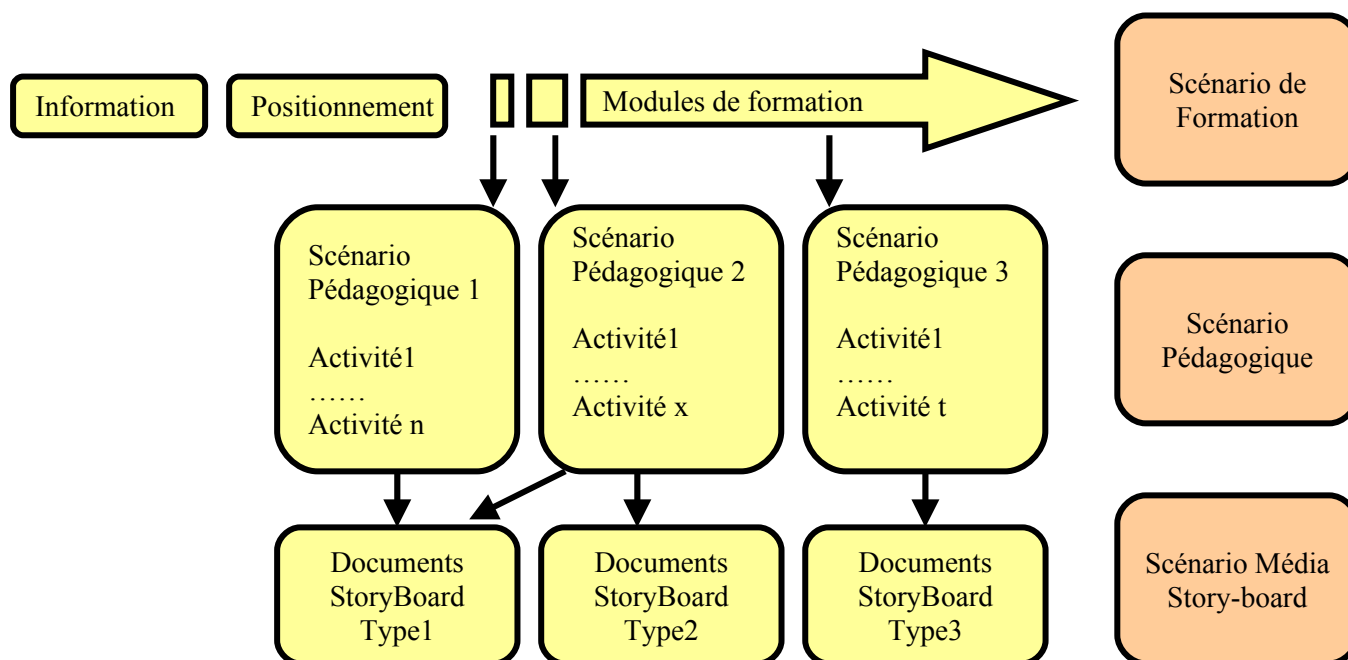 Information
Positionnement
Modules de formation
Scénario de
Formation
Scénario
Pédagogique 1
Activité1
……
Activité n
Scénario
Pédagogique 2
Activité1
……
Activité x
Scénario
Pédagogique 3
Activité1
……
Activité t
Scénario
Pédagogique
Documents
StoryBoard
Type1
Documents
StoryBoard
Type2
Documents
StoryBoard
Type3
Scénario Média
Story-board